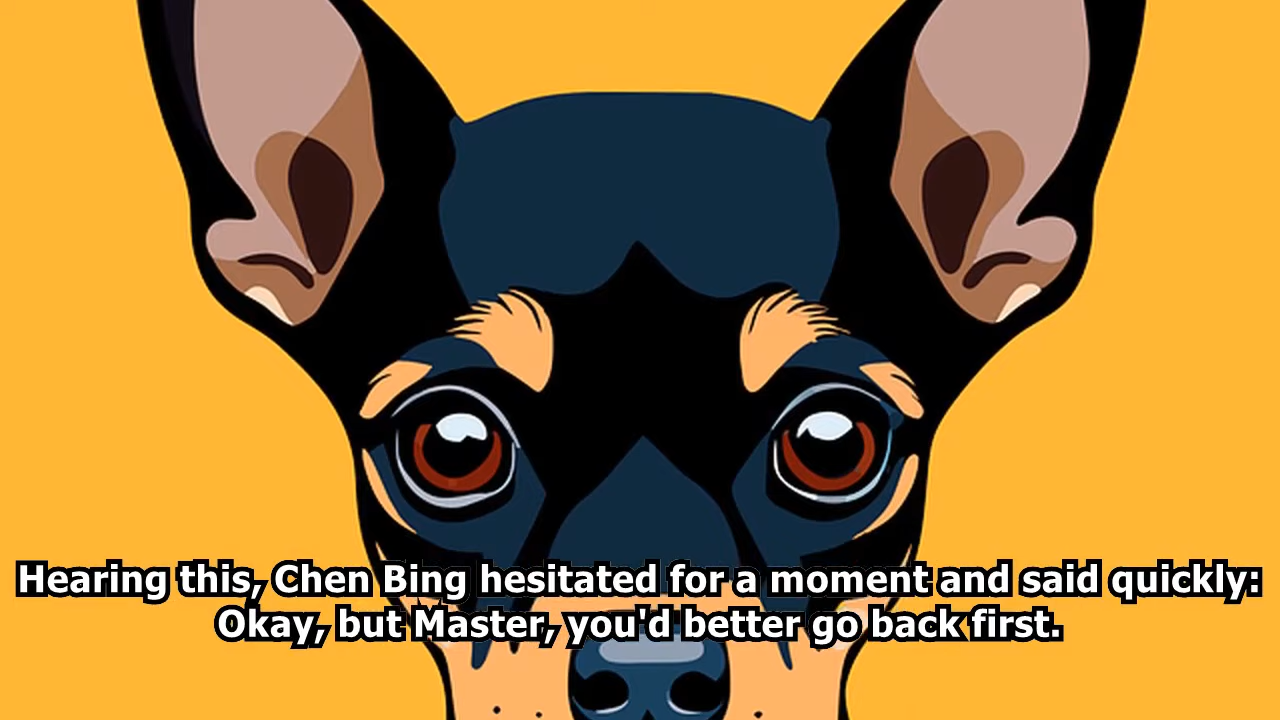 Hearing this, Chen Bing hesitated for a moment and said quickly:
Okay, but Master, you'd better go back first.